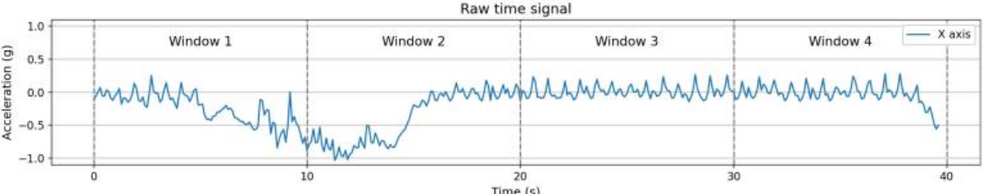 Raw time signal
Acceleration (g)
1.0
0.5
0.0
−0.5
−1.0
Window 1
Window 2
Window 3
Window 4
X axis
0
10
20
30
40
Time (s)